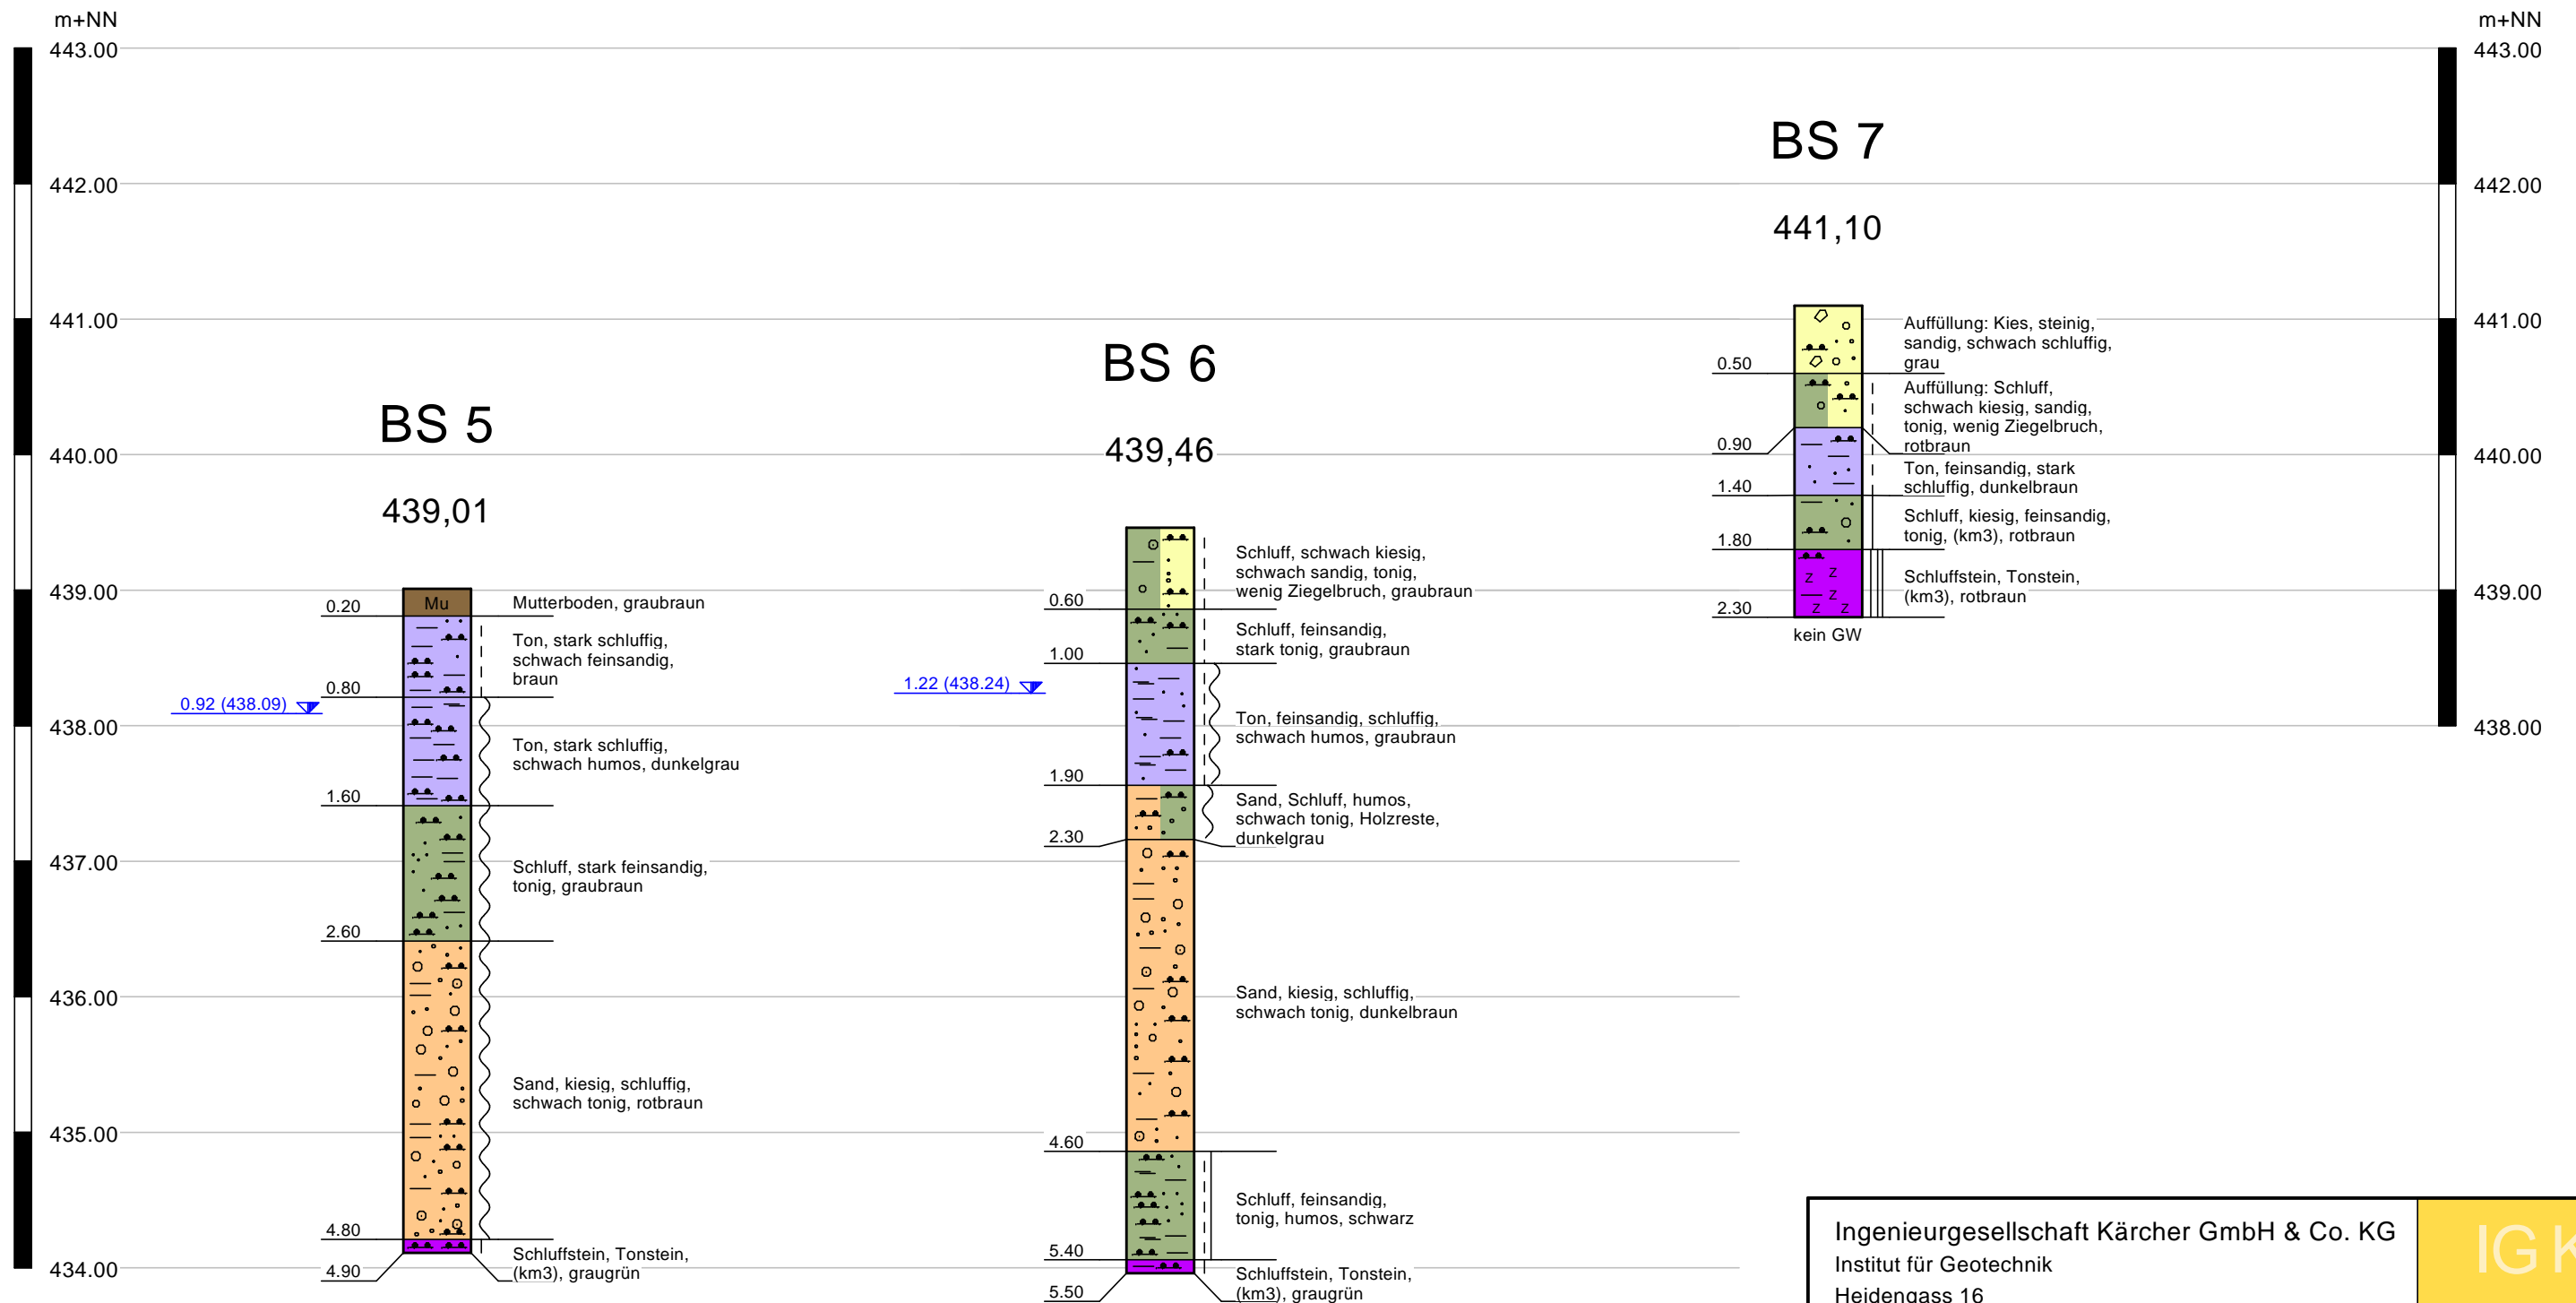 m+NN
443.00
442.00
441.00
440.00
439.00
438.00
437.00
436.00
435.00
434.00
BS 5
439,01
Mu
0.20
0.80
1.60
2.60
4.80
4.90
0.92 (438.09)
Mutterboden, graubraun
Ton, stark schluffig,
schwach feinsandig,
braun
Ton, stark schluffig,
schwach humos, dunkelgrau
Schluff, stark feinsandig,
tonig, graubraun
Sand, kiesig, schluffig,
schwach tonig, rotbraun
Schluffstein, Tonstein,
(km3), graugrün
BS 6
439,46
0.60
1.00
1.90
2.30
4.60
5.40
5.50
1.22 (438.24)
Schluff, schwach kiesig,
schwach sandig, tonig,
wenig Ziegelbruch, graubraun
Schluff, feinsandig,
stark tonig, graubraun
Ton, feinsandig, schluffig,
schwach humos, graubraun
Sand, Schluff, humos,
schwach tonig, Holzreste,
dunkelgrau
Sand, kiesig, schluffig,
schwach tonig, dunkelbraun
Schluff, feinsandig,
tonig, humos, schwarz
Schluffstein, Tonstein,
(km3), graugrün
BS 7
441,10
0.50
0.90
1.40
1.80
2.30
z z
z
z z
kein GW
Auffüllung: Kies, steinig,
sandig, schwach schluffig,
grau
Auffüllung: Schluff,
schwach kiesig, sandig,
tonig, wenig Ziegelbruch,
rotbraun
Ton, feinsandig, stark
schluffig, dunkelbraun
Schluff, kiesig, feinsandig,
tonig, (km3), rotbraun
Schluffstein, Tonstein,
(km3), rotbraun
m+NN
443.00
442.00
441.00
440.00
439.00
438.00
Ingenieurgesellschaft Kärcher GmbH & Co. KG
Institut für Geotechnik
Heidengass 16
IGK